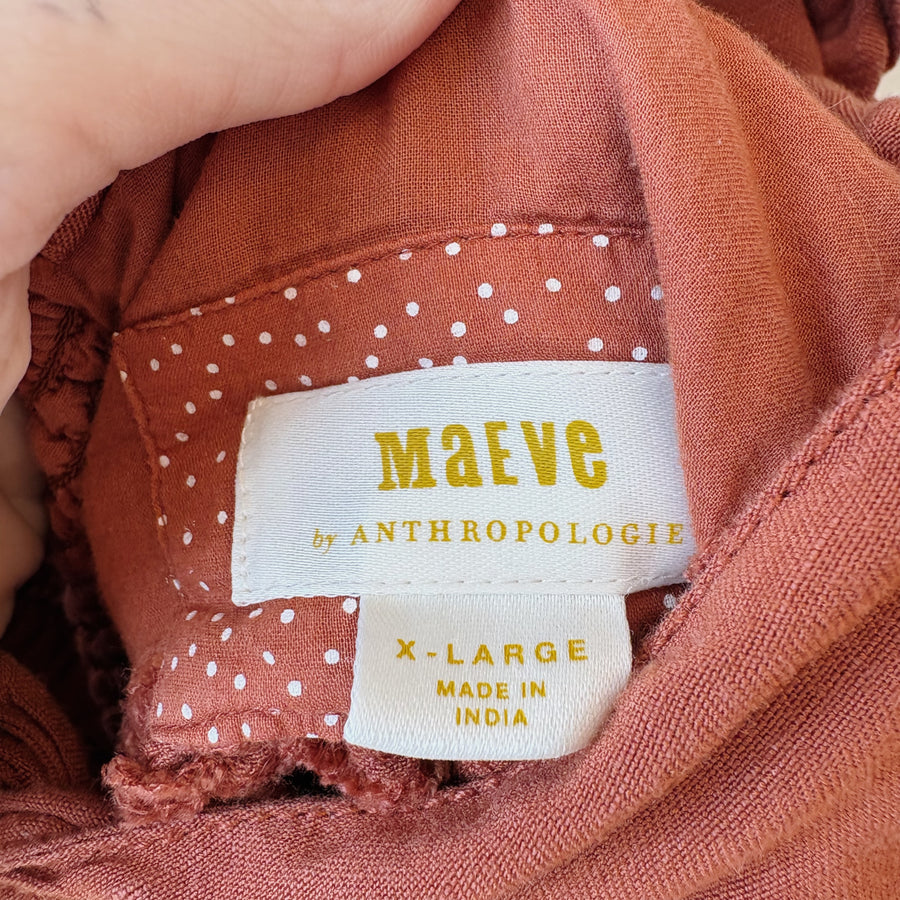 MaEVe
by ANTHROPOLOGIE
X-LARGE
MADE IN
INDIA